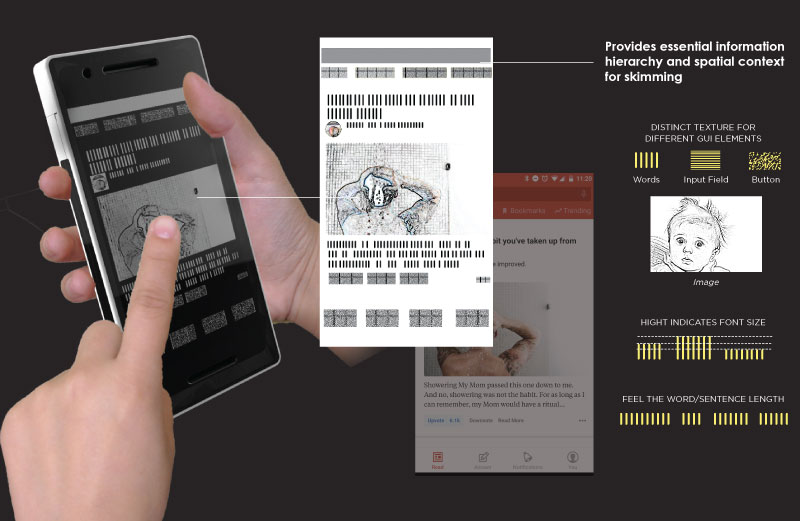 Provides essential information
hierarchy and spatial context
for skimming
DISTINCT TEXTURE FOR
DIFFERENT GUI ELEMENTS
Words
Input Field
Button
Image
HIGHT INDICATES FONT SIZE
FEEL THE WORD/SENTENCE LENGTH
11:29
Bookmarks
Trending
bit you've taken up from
improved.
Showering My Mom passed this one down to me.
And no, showering was not the habit. For as long as I
can remember, my Mom would have a ritual...
Upvote
Downvote
Read More
Read
Answer
Notifications
You